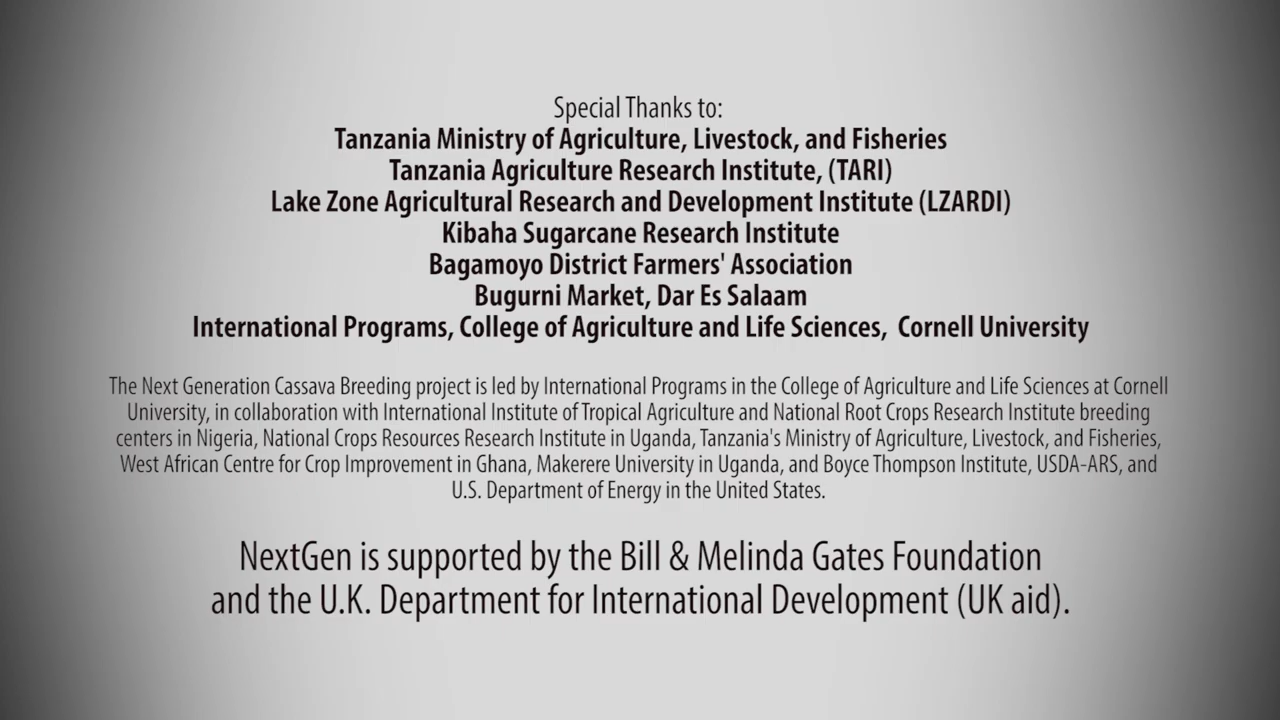 Special Thanks to:
Tanzania Ministry of Agriculture, Livestock, and Fisheries
Tanzania Agriculture Research Institute, (TARI)
Lake Zone Agricultural Research and Development Institute (LZARDI)
Kibaha Sugarcane Research Institute
Bagamoyo District Farmers' Association
Bugurni Market, Dar Es Salaam
International Programs, College of Agriculture and Life Sciences,  Cornell University
The Next Generation Cassava Breeding project is led by International Programs in the College of Agriculture and Life Sciences at Cornell
University, in collaboration with International Institute of Tropical Agriculture and National Root Crops Research Institute breeding
centers in Nigeria, National Crops Resources Research Institute in Uganda, Tanzania's Ministry of Agriculture, Livestock, and Fisheries,
West African Centre for Crop Improvement in Ghana, Makerere University in Uganda, and Boyce Thompson Institute, USDA-ARS, and
U.S. Department of Energy in the United States.
NextGen is supported by the Bill & Melinda Gates Foundation
and the U.K. Department for International Development (UK aid).